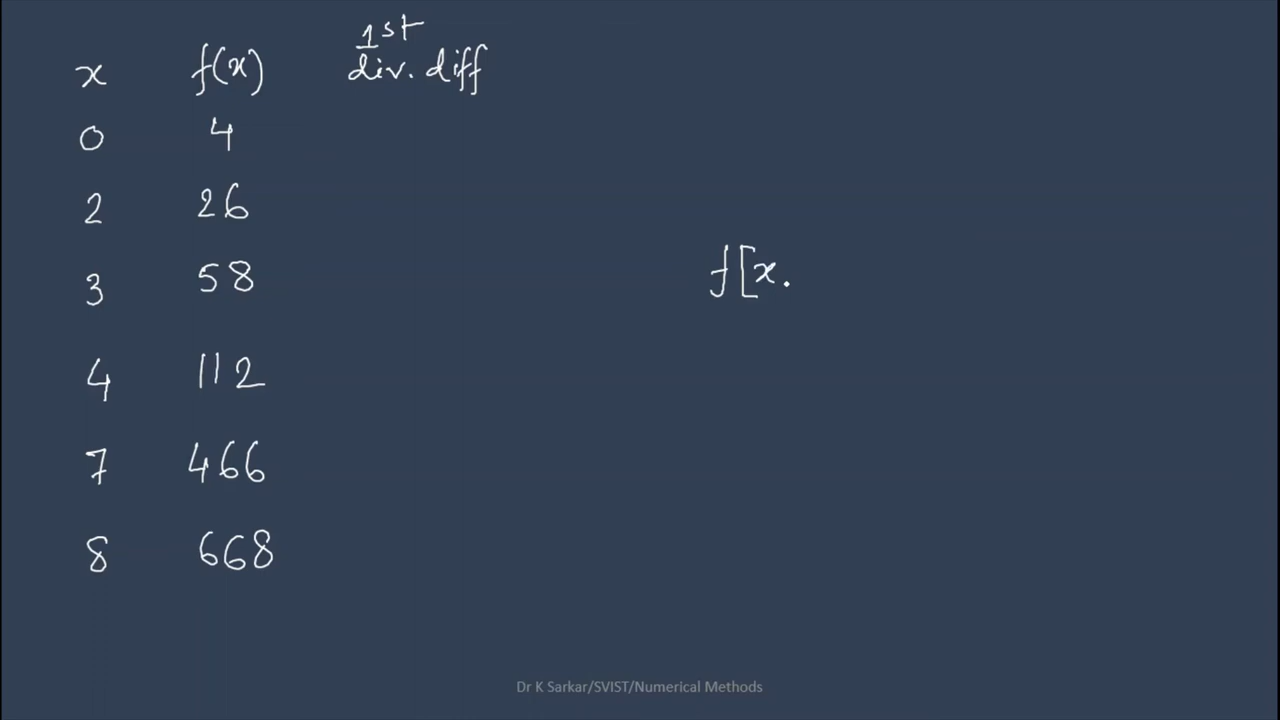 1st
x f(x) div. diff
0 4
2 26
3 58
f[x.
4 112
7 466
8 668
Dr K Sarkar/SVIST/Numerical Methods